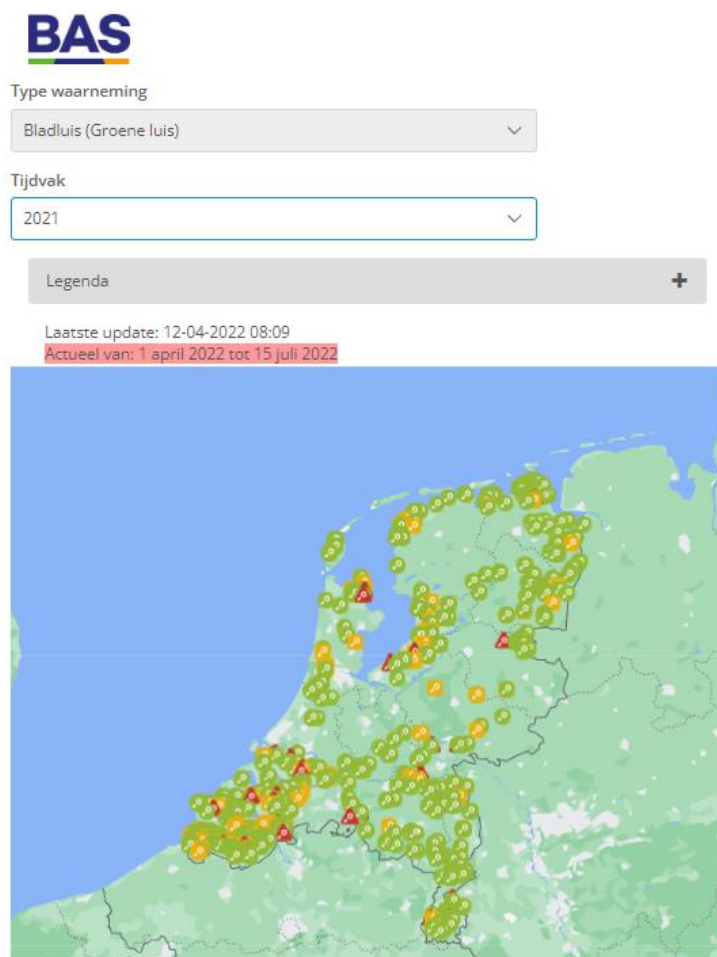 BAS
Type waarneming
Bladluis (Groene luis)
Tijdvak
2021
Legenda
Laatste update: 12-04-2022 08:09
Actueel van: 1 april 2022 tot 15 juli 2022